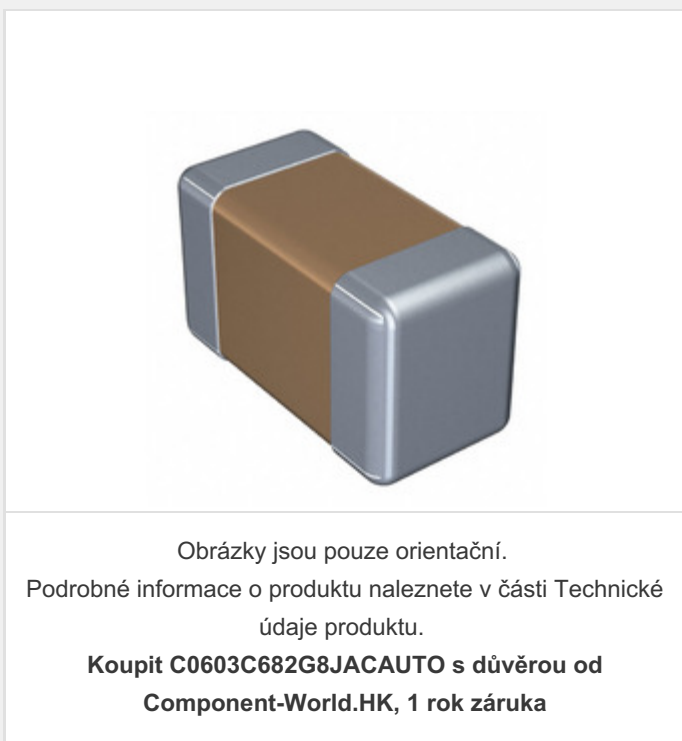 Obrázky jsou pouze orientační.
Podrobné informace o produktu naleznete v části Technické
údaje produktu.
Koupit C0603C682G8JACAUTO s důvěrou od
Component-World.HK, 1 rok záruka